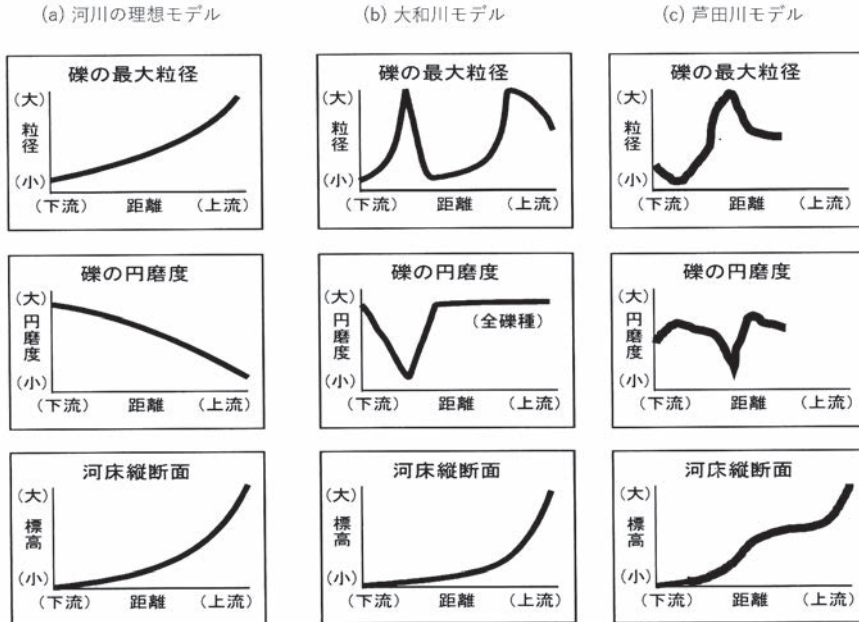 (a) 河川の理想モデル
(b) 大和川モデル
(c) 芦田川モデル
礫の最大粒径
(大)
粒径
(小)
(下流) 距離 (上流)
礫の最大粒径
(大)
粒径
(小)
(下流) 距離 (上流)
礫の最大粒径
(大)
粒径
(小)
(下流) 距離 (上流)
礫の円磨度
(大)
円磨度
(小)
(下流) 距離 (上流)
礫の円磨度
(大)
円磨度
(小)
(全礫種)
(下流) 距離 (上流)
礫の円磨度
(大)
円磨度
(小)
(下流) 距離 (上流)
河床縦断面
(大)
標高
(小)
(下流) 距離 (上流)
河床縦断面
(大)
標高
(小)
(下流) 距離 (上流)
河床縦断面
(大)
標高
(小)
(下流) 距離 (上流)